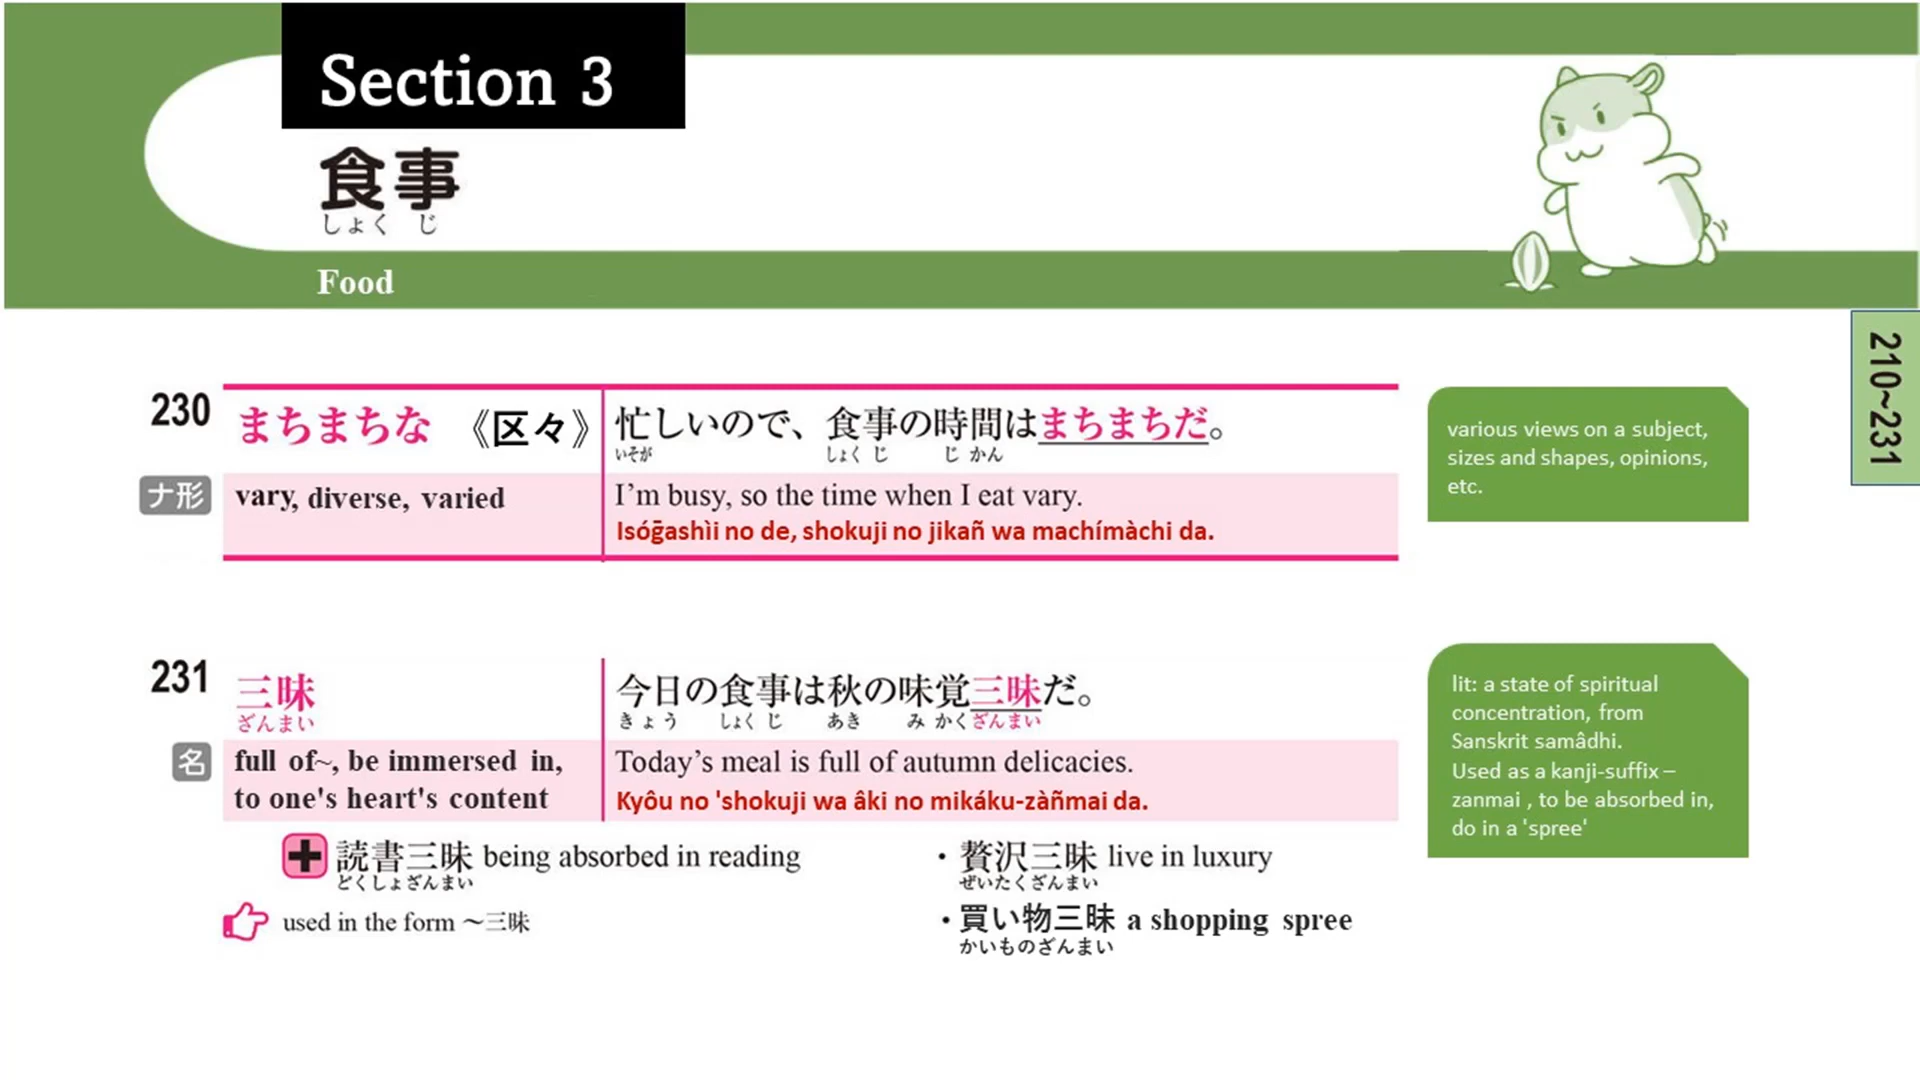 Section 3
食事
しょく じ
Food
210~231
230
まちまちな 《区々》
忙しいので、食事の時間はまちまちだ。
いそが しょく じ じ かん
ナ形
vary, diverse, varied
I'm busy, so the time when I eat vary.
Isóḡashìi no de, shokuji no jikañ wa machímàchi da.
various views on a subject,
sizes and shapes, opinions,
etc.
231
三昧
ざんまい
今日の食事は秋の味覚三昧だ。
きょう しょく じ あき み かく ざんまい
名
full of~, be immersed in,
to one's heart's content
Today's meal is full of autumn delicacies.
Kyôu no 'shokuji wa âki no mikáku-zàñmai da.
lit: a state of spiritual
concentration, from
Sanskrit samâdhi.
Used as a kanji-suffix –
zanmai , to be absorbed in,
do in a 'spree'
読書三昧 being absorbed in reading
どくしょざんまい
・贅沢三昧 live in luxury
ぜいたくざんまい
used in the form ～三昧
・買い物三昧 a shopping spree
かいものざんまい